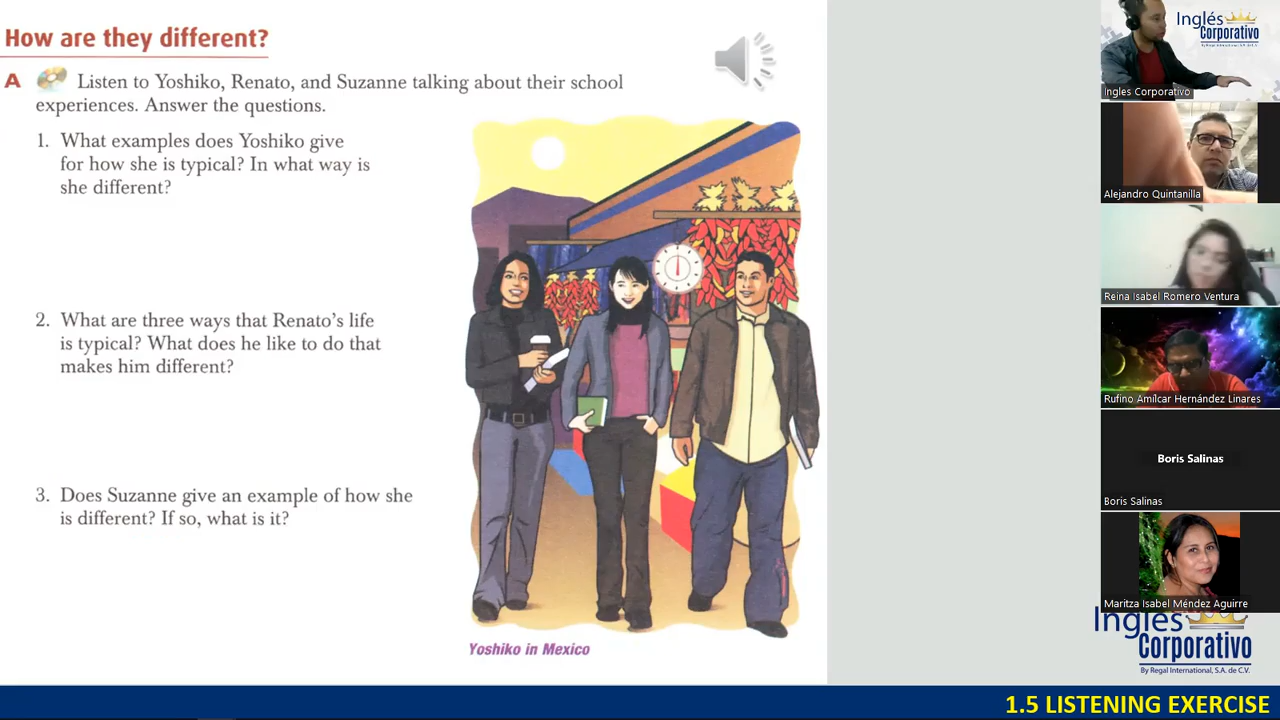 How are they different?
A Listen to Yoshiko, Renato, and Suzanne talking about their school
experiences. Answer the questions.
1. What examples does Yoshiko give
for how she is typical? In what way is
she different?
2. What are three ways that Renato's life
is typical? What does he like to do that
makes him different?
3. Does Suzanne give an example of how she
is different? If so, what is it?
Yoshiko in Mexico
Inglés
Corporativo
By Regal International, S.A. de C.V.
Ingles Corporativo
Alejandro Quintanilla
Reina Isabel Romero Ventura
Rufino Amílcar Hernández Linares
Boris Salinas
Boris Salinas
Maritza Isabel Méndez Aguirre
Inglés
Corporativo
By Regal International, S.A. de C.V.
1.5 LISTENING EXERCISE